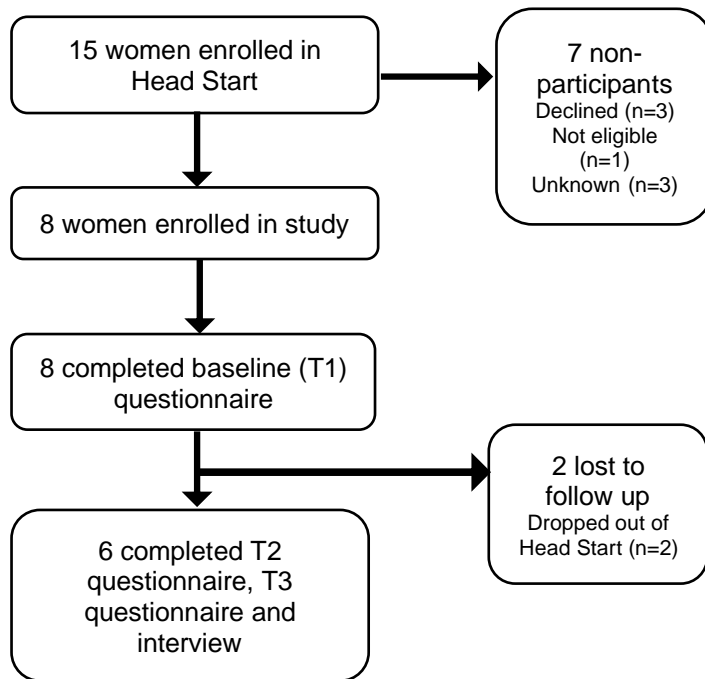 15 women enrolled in
Head Start
7 non-
participants
Declined (n=3)
Not eligible
(n=1)
Unknown (n=3)
8 women enrolled in study
8 completed baseline (T1)
questionnaire
2 lost to
follow up
Dropped out of
Head Start (n=2)
6 completed T2
questionnaire, T3
questionnaire and
interview